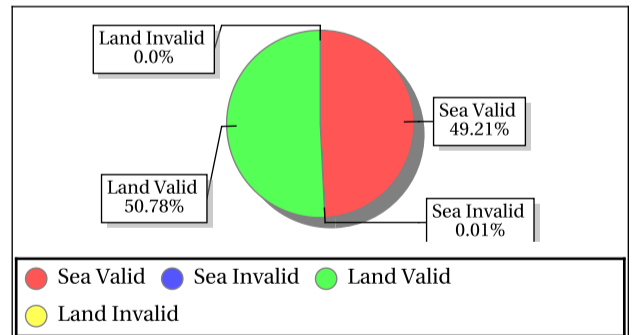 Land Invalid
0.0%
Sea Valid
49.21%
Land Valid
50.78%
Sea Invalid
0.01%
Sea Valid Sea Invalid Land Valid
Land Invalid